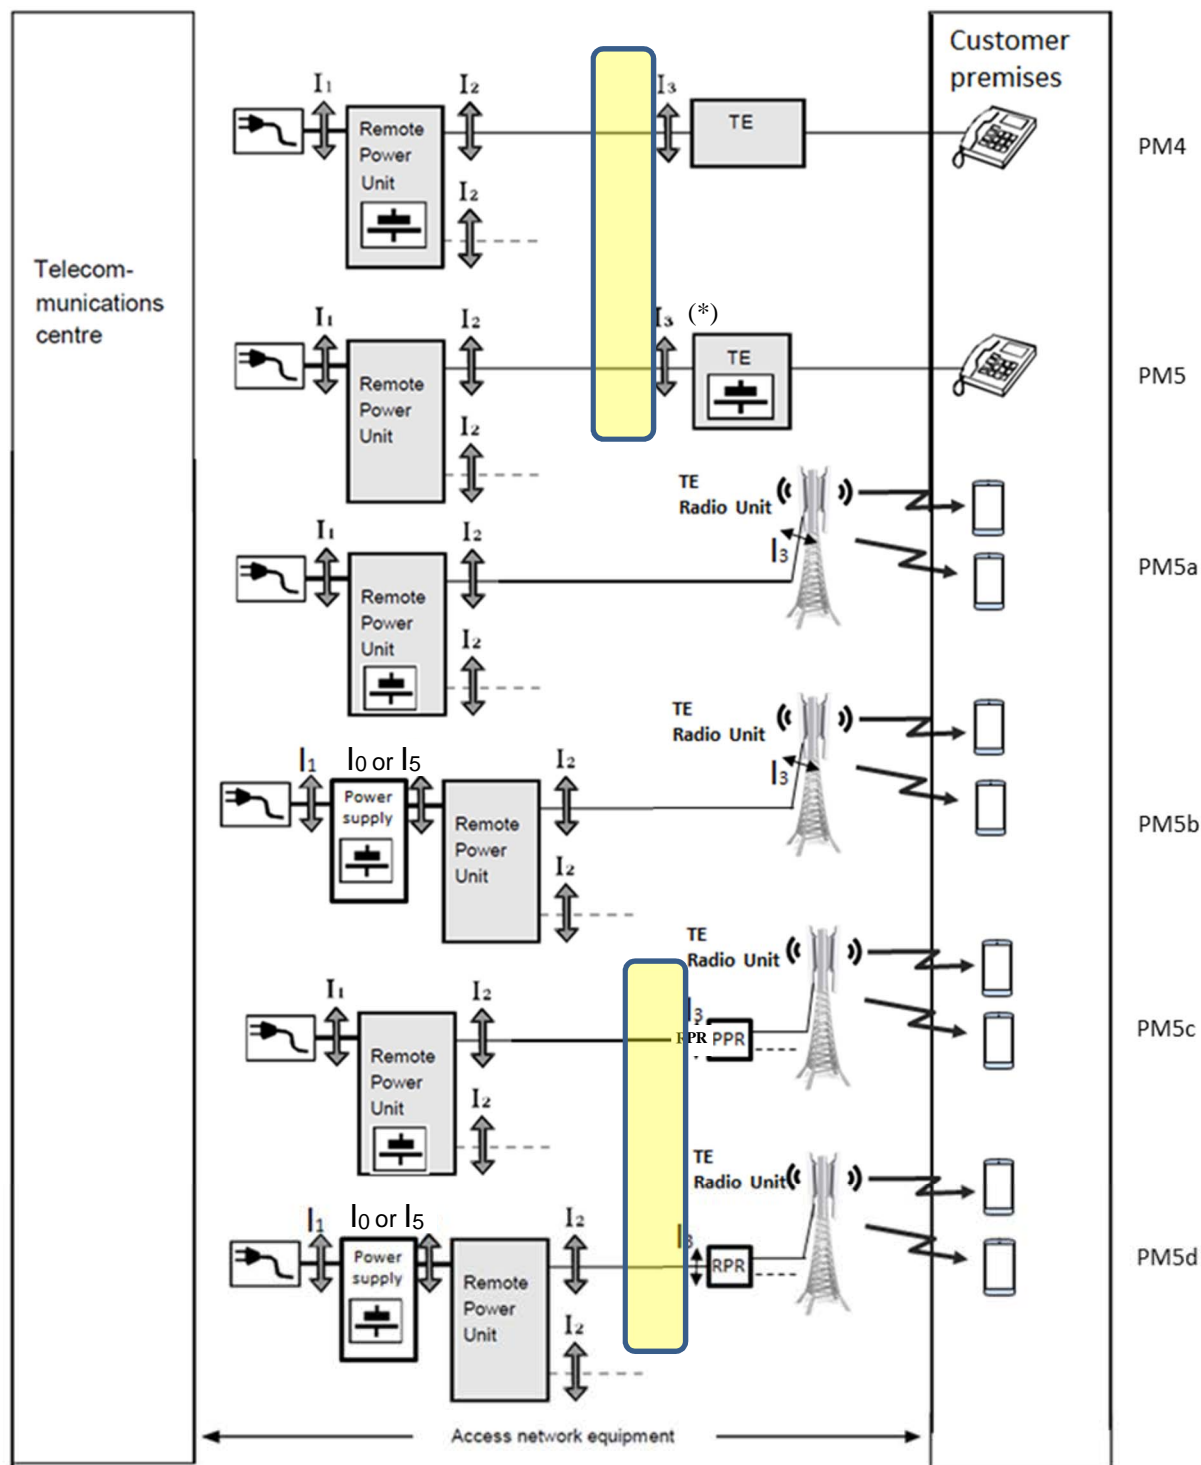 Customer
premises
Telecom-
munications
centre
I1
I2
I3
Remote
Power
Unit
I2
TE
PM4
I1
I2
I3 (*)
Remote
Power
Unit
I2
TE
PM5
I1
I2
Remote
Power
Unit
I2
TE
Radio Unit
I3
PM5a
I1
I0 or I5
I2
Power
supply
Remote
Power
Unit
I2
TE
Radio Unit
I3
PM5b
I1
I2
Remote
Power
Unit
I2
TE
Radio Unit
I3
RPR
PPR
PM5c
I1
I0 or I5
I2
Power
supply
Remote
Power
Unit
I2
TE
Radio Unit
I3
RPR
PM5d
Access network equipment